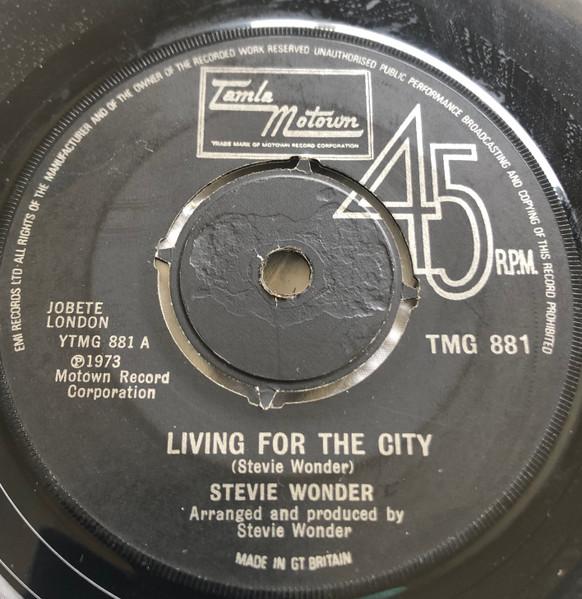 EMI RECORDS LTD·ALL RIGHTS OF THE MANUFACTURER AND OF THE OWNER OF THE RECORDED WORK RESERVED UNAUTHORISED PUBLIC PERFORMANCE BROADCASTING AND COPYING OF THIS RECORD PROHIBITED
Tamla
Motown
TRADE MARK OF MOTOWN RECORD CORPORATION
45
R.P.M.
JOBETE
LONDON
YTMG 881 A
℗1973
Motown Record
Corporation
TMG 881
LIVING FOR THE CITY
(Stevie Wonder)
STEVIE WONDER
Arranged and produced by
Stevie Wonder
MADE IN GT. BRITAIN